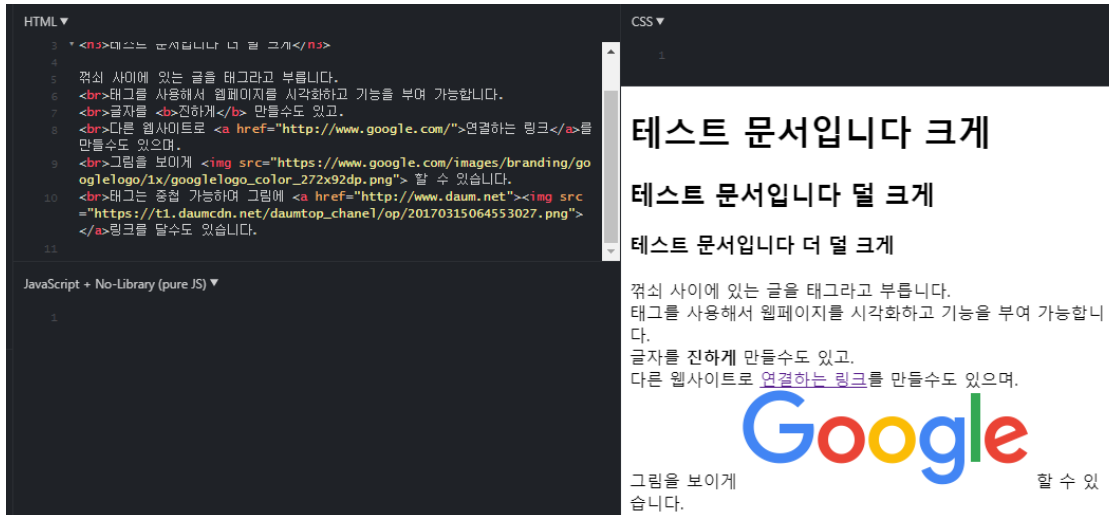 HTML ▼
3 <h3>테스트 문서입니다 더 덜 크게</h3>
4
5 꺾쇠 사이에 있는 글을 태그라고 부릅니다.
6 <br>태그를 사용해서 웹페이지를 시각화하고 기능을 부여 가능합니다.
7 <br>글자를 <b>진하게</b> 만들수도 있고.
8 <br>다른 웹사이트로 <a href="http://www.google.com/">연결하는 링크</a>를
만들수도 있으며.
9 <br>그림을 보이게 <img src="https://www.google.com/images/branding/go
oglelogo/1x/googlelogo_color_272x92dp.png"> 할 수 있습니다.
10 <br>태그는 중첩 가능하며 그림에 <a href="http://www.daum.net"><img src
="https://t1.daumcdn.net/daumtop_chanel/op/20170315064553027.png">
</a>링크를 달수도 있습니다.
11
JavaScript + No-Library (pure JS) ▼
1
CSS ▼
1
테스트 문서입니다 크게
테스트 문서입니다 덜 크게
테스트 문서입니다 더 덜 크게
꺾쇠 사이에 있는 글을 태그라고 부릅니다.
태그를 사용해서 웹페이지를 시각화하고 기능을 부여 가능합니
다.
글자를 진하게 만들수도 있고.
다른 웹사이트로 연결하는 링크를 만들수도 있으며.
그림을 보이게 Google 할 수 있
습니다.